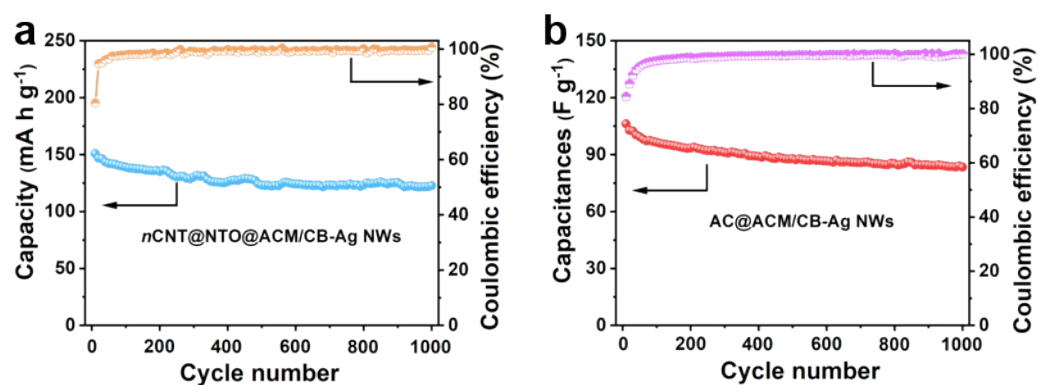 a
250
200
150
100
50
0
Capacity (mA h g-1)
100
80
60
40
20
0
Coulombic efficiency (%)
nCNT@NTO@ACM/CB-Ag NWs
0 200 400 600 800 1000
Cycle number
b
150
120
90
60
30
0
Capacitances (F g-1)
100
80
60
40
20
0
Coulombic efficiency (%)
AC@ACM/CB-Ag NWs
0 200 400 600 800 1000
Cycle number